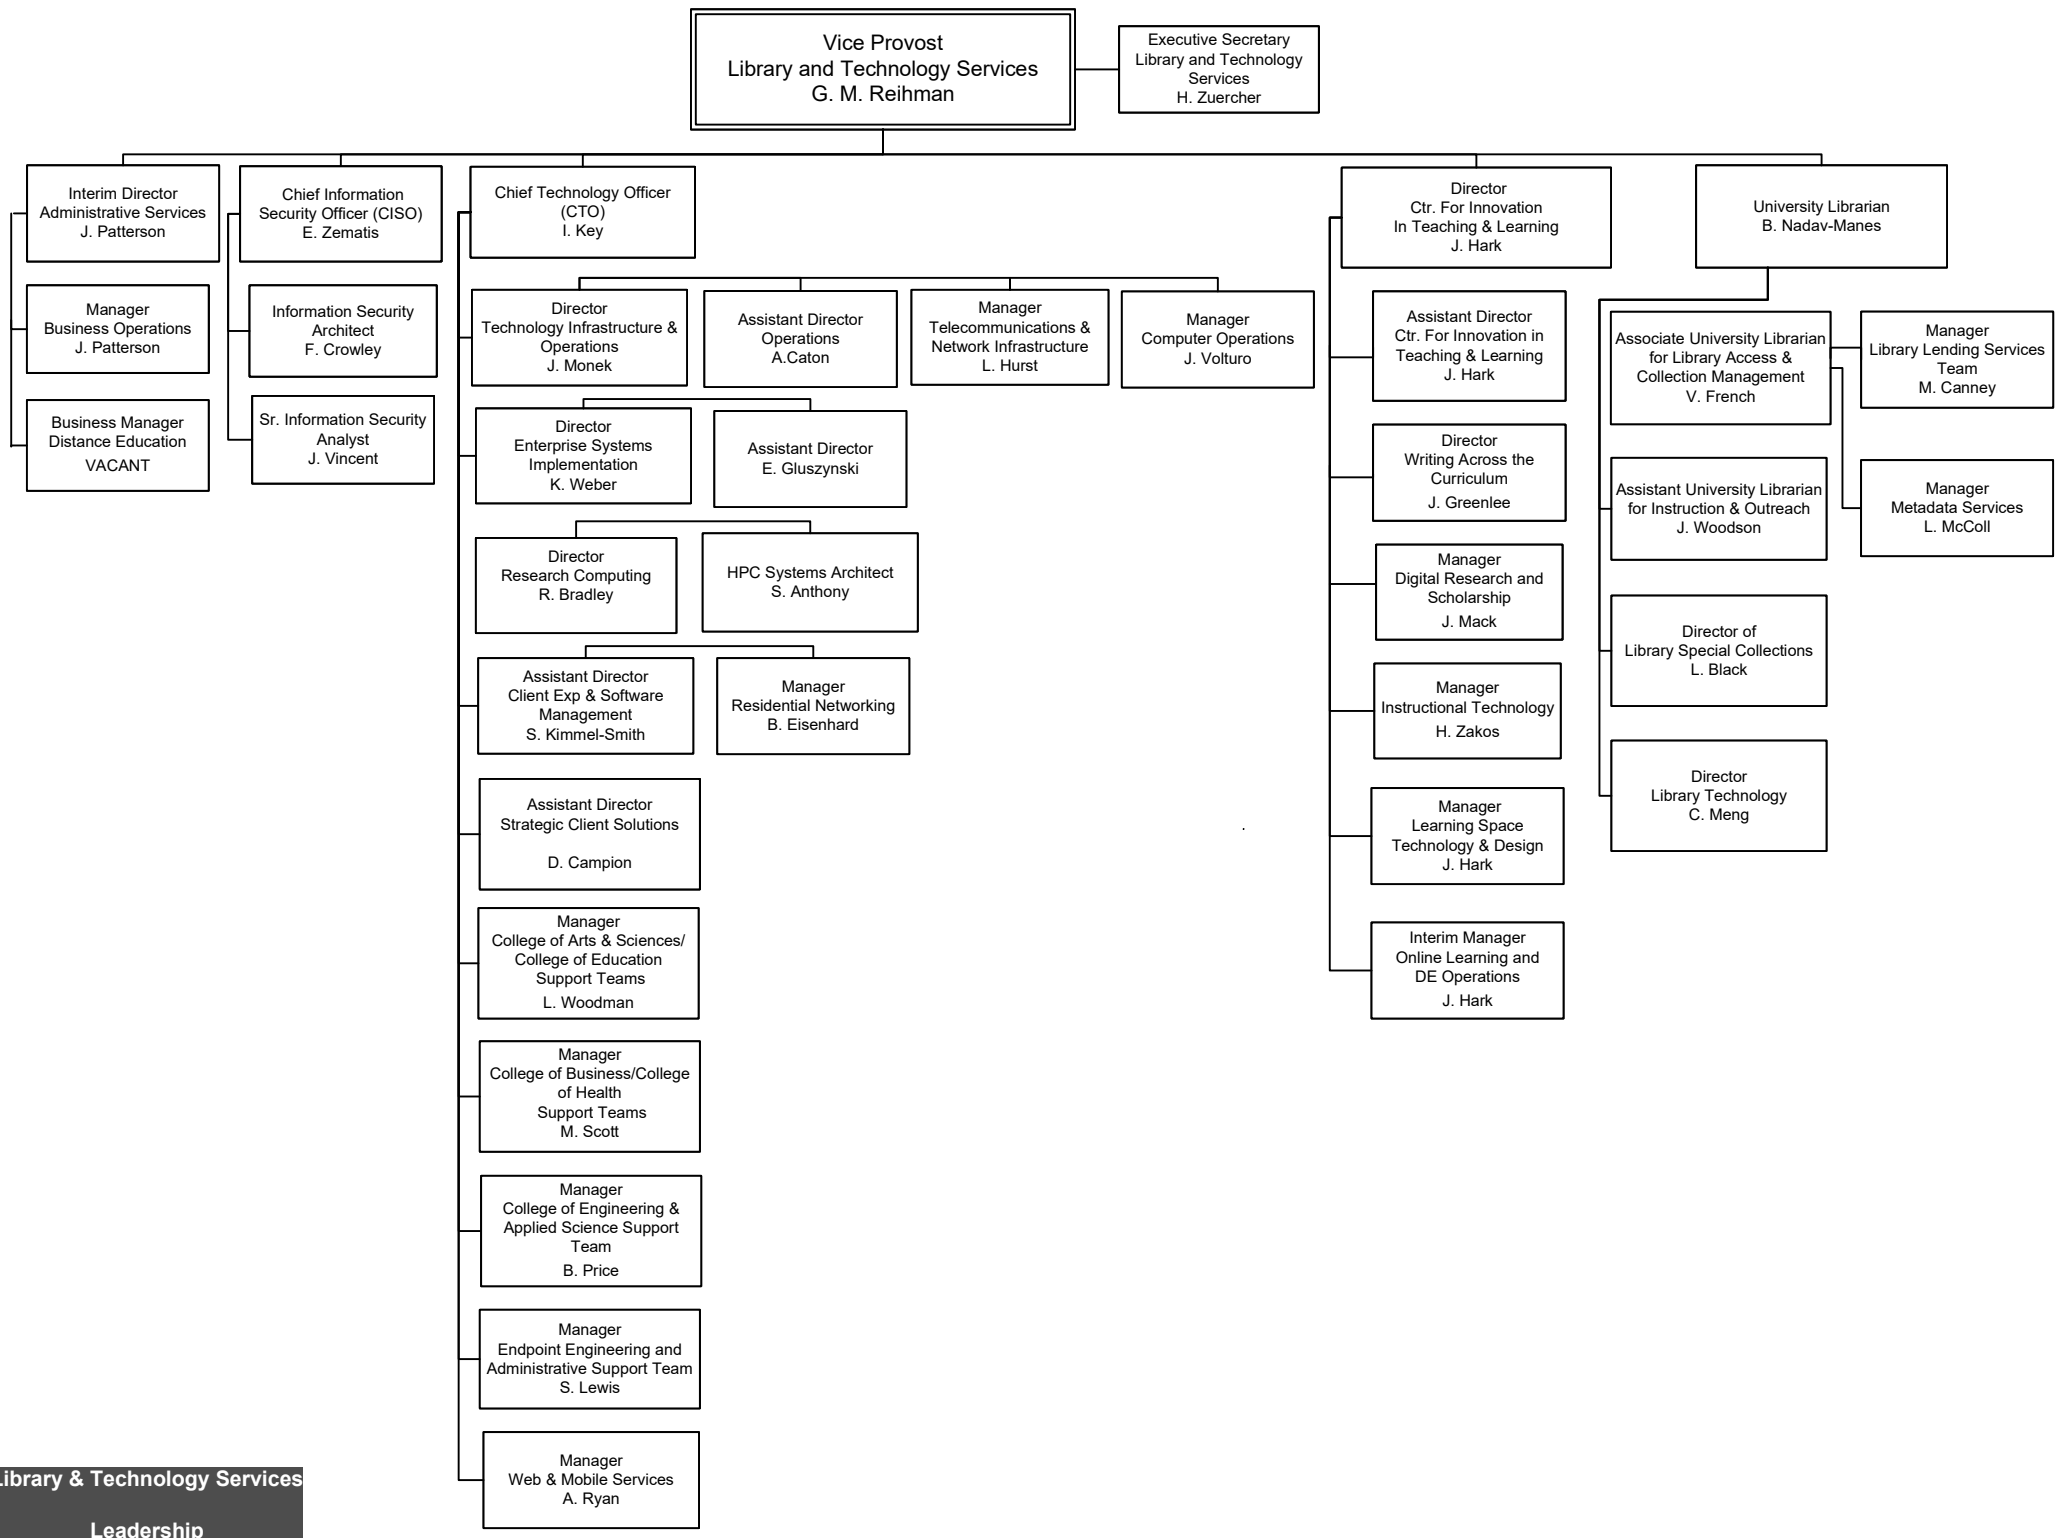 Vice Provost
Library and Technology Services
G. M. Reihman
Executive Secretary
Library and Technology
Services
H. Zuercher
Interim Director
Administrative Services
J. Patterson
Manager
Business Operations
J. Patterson
Business Manager
Distance Education
VACANT
Chief Information
Security Officer (CISO)
E. Zematis
Information Security
Architect
F. Crowley
Sr. Information Security
Analyst
J. Vincent
Chief Technology Officer
(CTO)
I. Key
Director
Technology Infrastructure &
Operations
J. Monek
Assistant Director
Operations
A.Caton
Manager
Telecommunications &
Network Infrastructure
L. Hurst
Manager
Computer Operations
J. Volturo
Director
Enterprise Systems
Implementation
K. Weber
Assistant Director
E. Gluszynski
Director
Research Computing
R. Bradley
HPC Systems Architect
S. Anthony
Assistant Director
Client Exp & Software
Management
S. Kimmel-Smith
Manager
Residential Networking
B. Eisenhard
Assistant Director
Strategic Client Solutions
D. Campion
Manager
College of Arts & Sciences/
College of Education
Support Teams
L. Woodman
Manager
College of Business/College
of Health
Support Teams
M. Scott
Manager
College of Engineering &
Applied Science Support
Team
B. Price
Manager
Endpoint Engineering and
Administrative Support Team
S. Lewis
Manager
Web & Mobile Services
A. Ryan
Director
Ctr. For Innovation
In Teaching & Learning
J. Hark
Assistant Director
Ctr. For Innovation in
Teaching & Learning
J. Hark
Director
Writing Across the
Curriculum
J. Greenlee
Manager
Digital Research and
Scholarship
J. Mack
Manager
Instructional Technology
H. Zakos
Manager
Learning Space
Technology & Design
J. Hark
Interim Manager
Online Learning and
DE Operations
J. Hark
University Librarian
B. Nadav-Manes
Associate University Librarian
for Library Access &
Collection Management
V. French
Manager
Library Lending Services
Team
M. Canney
Manager
Metadata Services
L. McColl
Assistant University Librarian
for Instruction & Outreach
J. Woodson
Director of
Library Special Collections
L. Black
Director
Library Technology
C. Meng
Library & Technology Services
Leadership